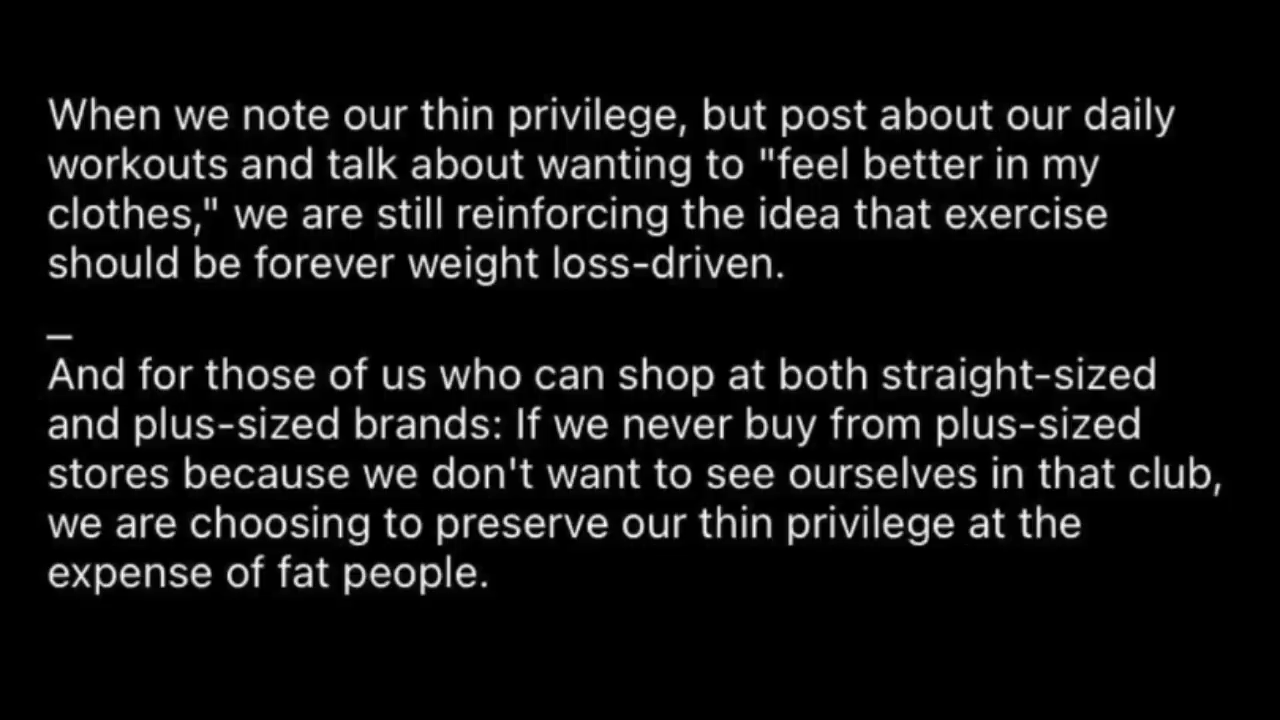 When we note our thin privilege, but post about our daily
workouts and talk about wanting to "feel better in my
clothes," we are still reinforcing the idea that exercise
should be forever weight loss-driven.
_
And for those of us who can shop at both straight-sized
and plus-sized brands: If we never buy from plus-sized
stores because we don't want to see ourselves in that club,
we are choosing to preserve our thin privilege at the
expense of fat people.